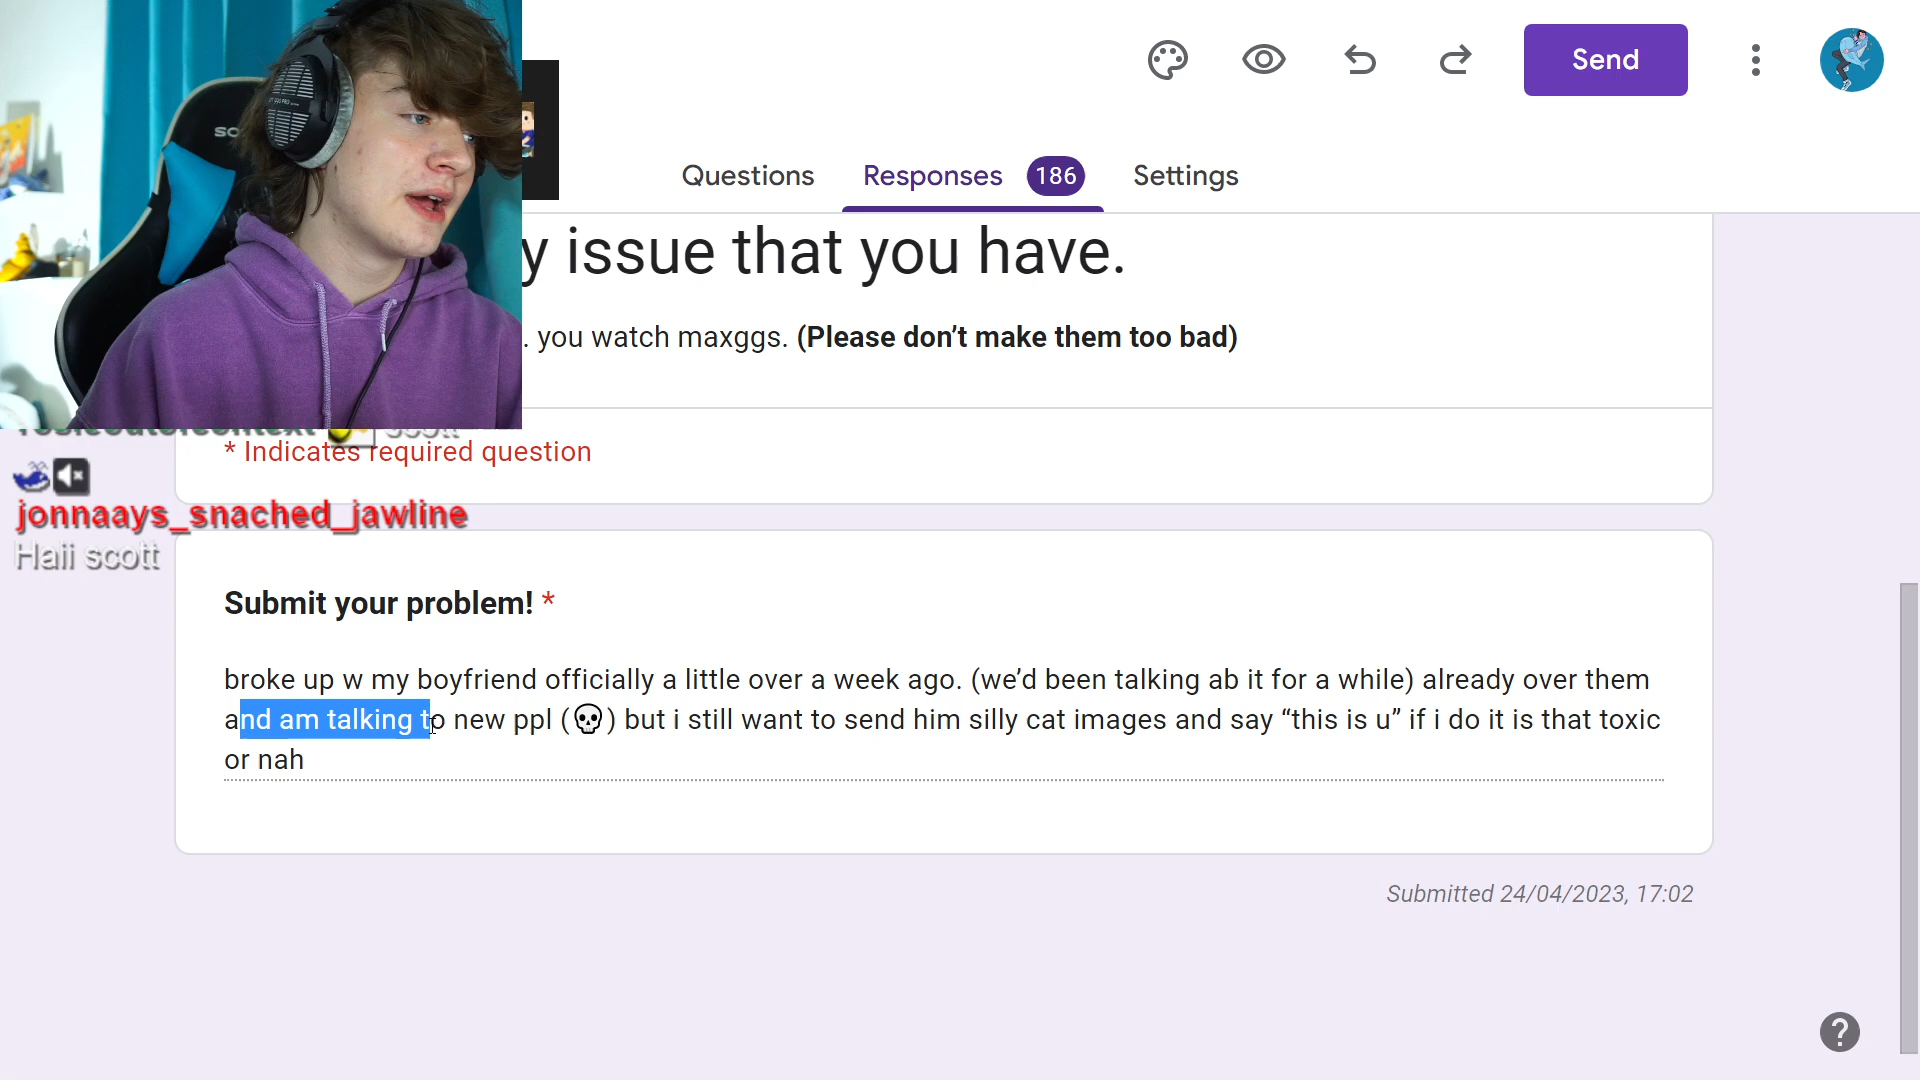 Send
Questions
Responses
186
Settings
y issue that you have.
. you watch maxggs. (Please don’t make them too bad)
* Indicates required question
scott
jonnaays_snached_jawline
Haii scott
Submit your problem! *
broke up w my boyfriend officially a little over a week ago. (we’d been talking ab it for a while) already over them
and am talking to new ppl (💀) but i still want to send him silly cat images and say “this is u” if i do it is that toxic
or nah
Submitted 24/04/2023, 17:02